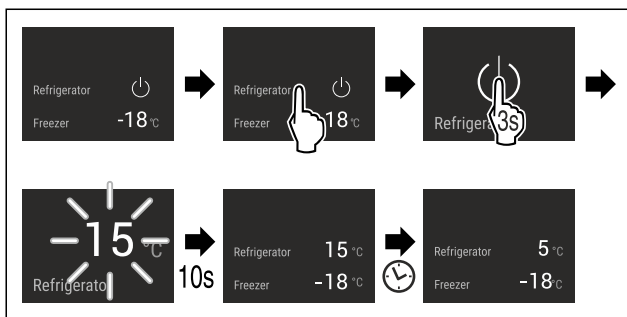 Refrigerator
Freezer -18 °C
Refrigerator
Freezer 18 °C
Refrigera
3s
15 °C
Refrigerato
10s
Refrigerator 15 °C
Freezer -18 °C
Refrigerator 5 °C
Freezer -18 °C